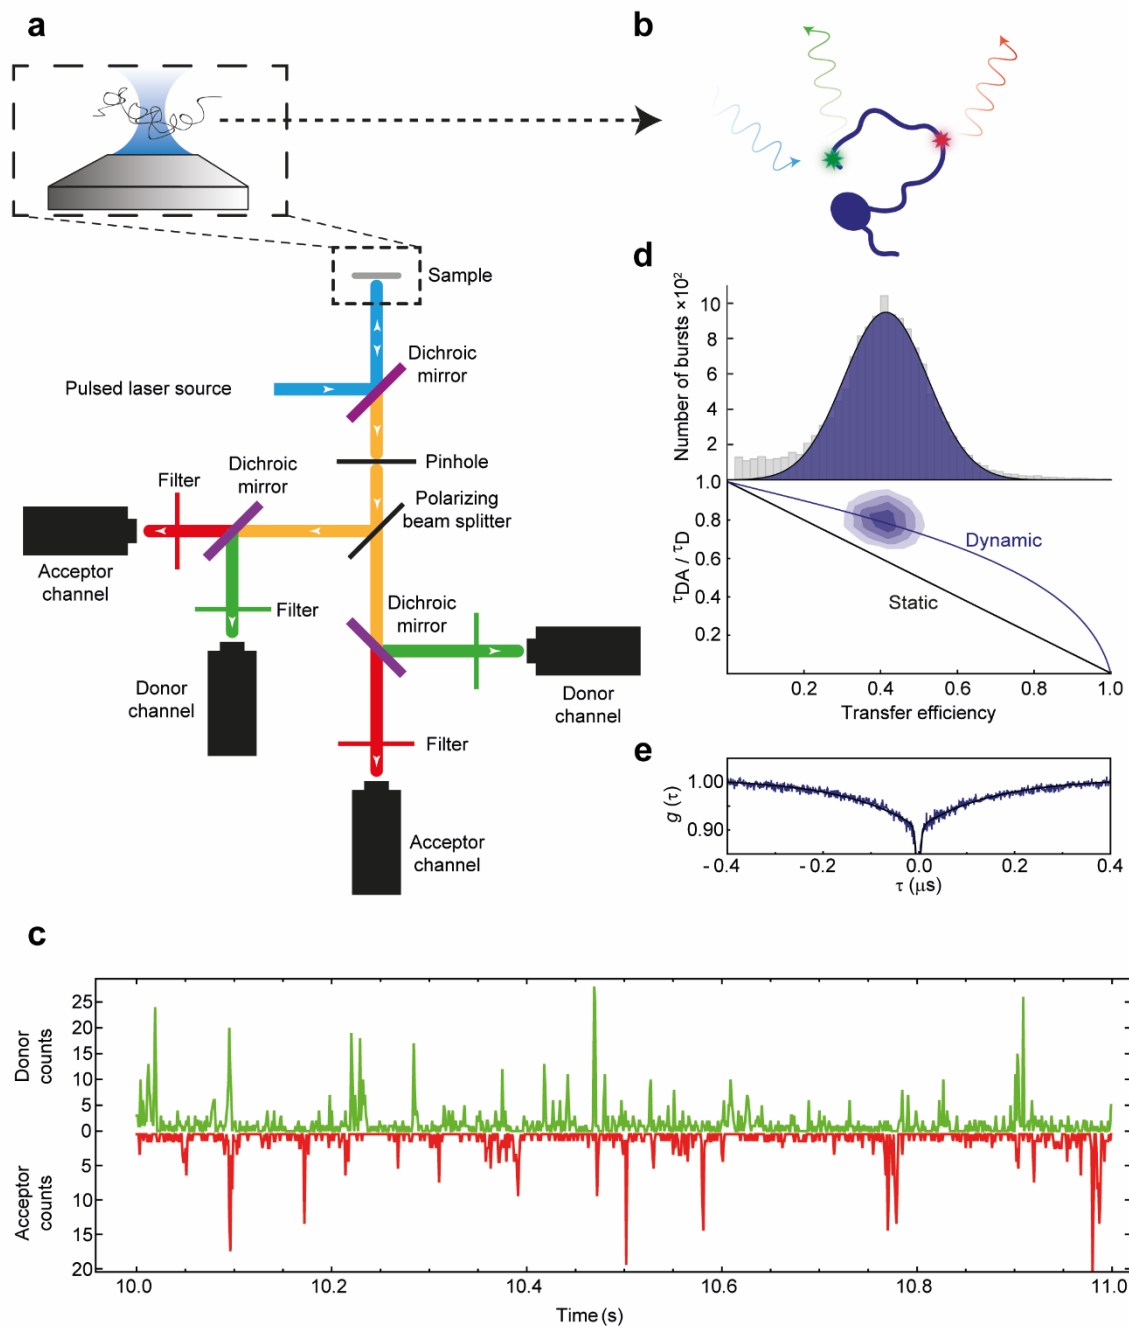 a
b
Sample
Dichroic
mirror
Pulsed laser source
Pinhole
Dichroic
mirror
Filter
Polarizing
beam splitter
Acceptor
channel
Filter
Dichroic
mirror
Donor
channel
Donor
channel
Filter
Acceptor
channel
d
Number of bursts ×10²
10
8
6
4
2
τDA / τD
1.0
0.8
0.6
0.4
0.2
Dynamic
Static
0.2 0.4 0.6 0.8 1.0
Transfer efficiency
e
g (τ)
1.00
0.90
- 0.4 - 0.2 0.0 0.2 0.4
τ (μs)
c
Donor
counts
25
20
15
10
5
0
Acceptor
counts
5
10
15
20
10.0 10.2 10.4 10.6 10.8 11.0
Time (s)